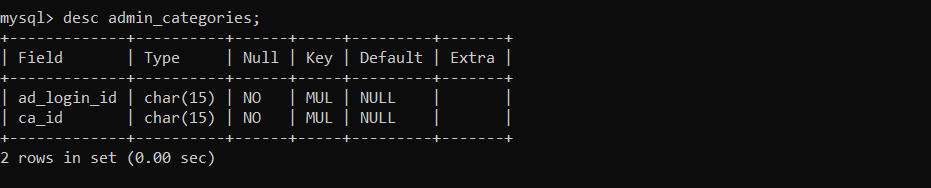 mysql> desc admin_categories;
+-------------+----------+------+-----+---------+-------+
| Field       | Type     | Null | Key | Default | Extra |
+-------------+----------+------+-----+---------+-------+
| ad_login_id | char(15) | NO   | MUL | NULL    |       |
| ca_id       | char(15) | NO   | MUL | NULL    |       |
+-------------+----------+------+-----+---------+-------+
2 rows in set (0.00 sec)